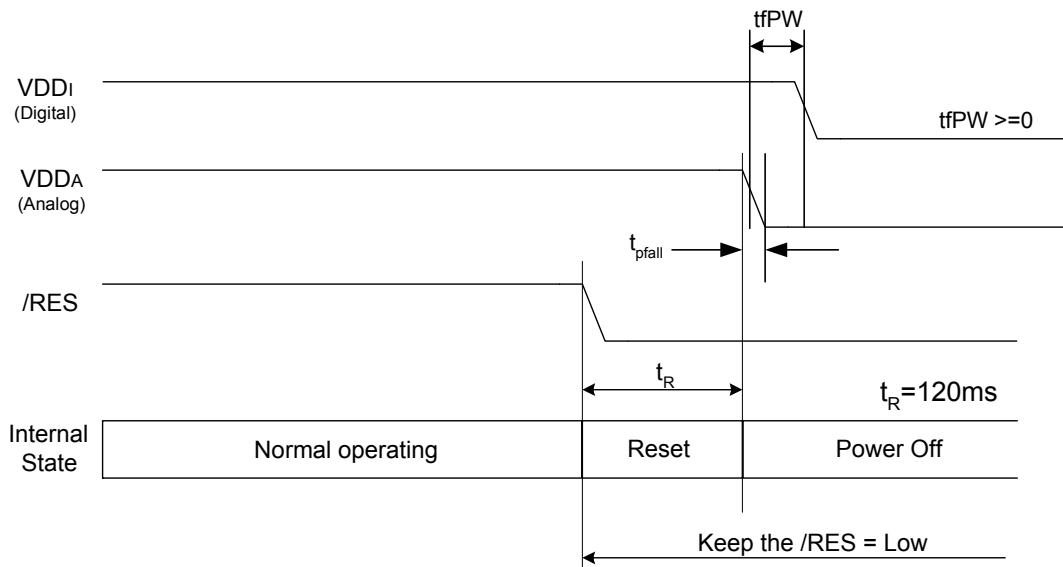 tfPW
VDDI
(Digital)
tfPW >=0
VDDA
(Analog)
tpfall
/RES
tR
tR=120ms
Internal
State
Normal operating
Reset
Power Off
Keep the /RES = Low